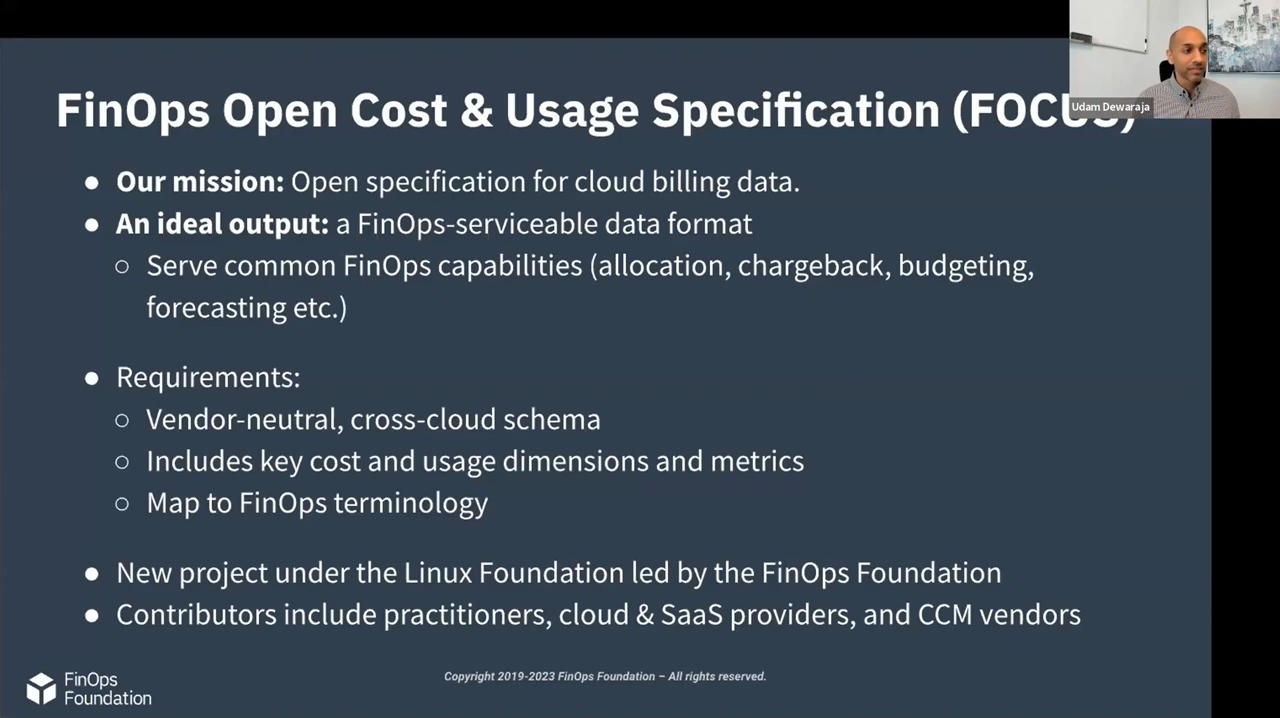 FinOps Open Cost & Usage Specification (FOCUS)
Udam Dewaraja
● Our mission: Open specification for cloud billing data.
● An ideal output: a FinOps-serviceable data format
○ Serve common FinOps capabilities (allocation, chargeback, budgeting,
forecasting etc.)
● Requirements:
○ Vendor-neutral, cross-cloud schema
○ Includes key cost and usage dimensions and metrics
○ Map to FinOps terminology
● New project under the Linux Foundation led by the FinOps Foundation
● Contributors include practitioners, cloud & SaaS providers, and CCM vendors
FinOps
Foundation
Copyright 2019-2023 FinOps Foundation – All rights reserved.